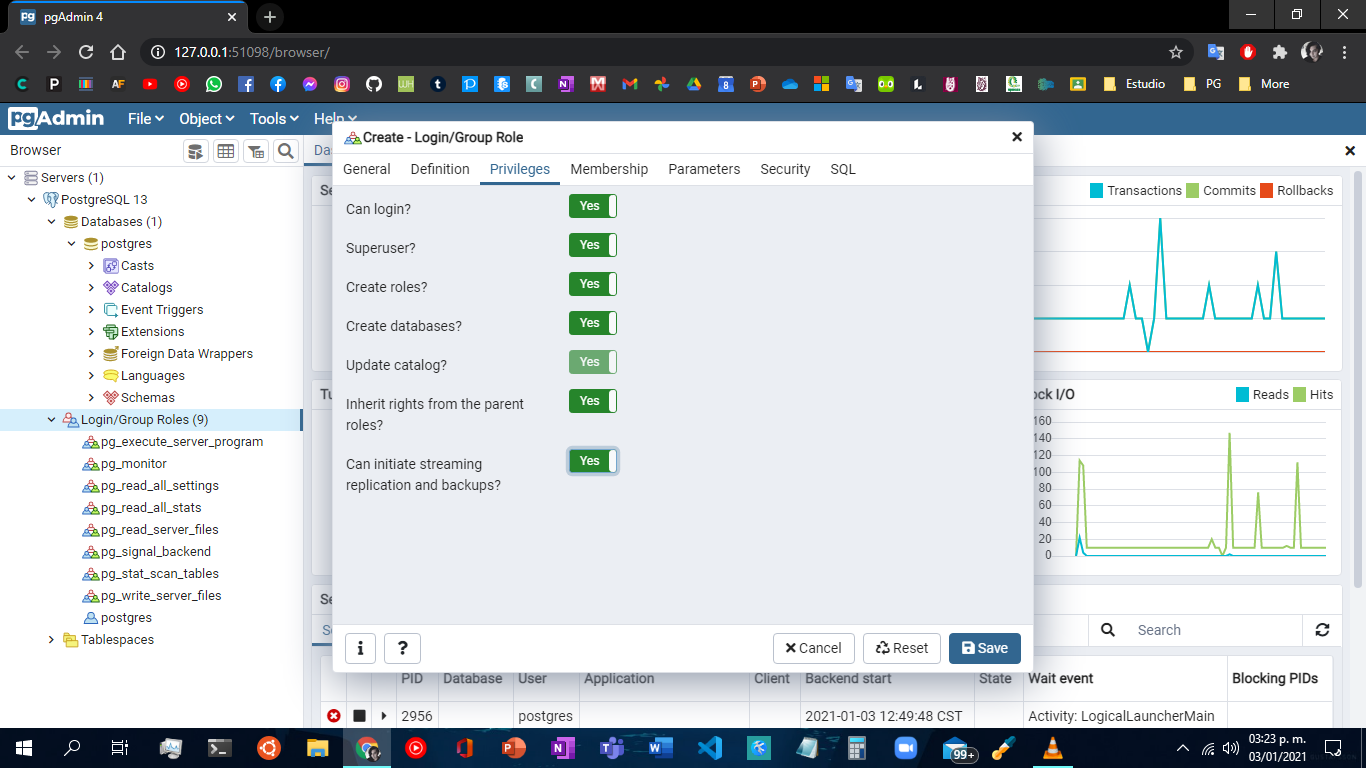 pgAdmin 4
127.0.0.1:51098/browser/
Estudio PG More
pgAdmin File Object Tools Help
Browser
Create - Login/Group Role
General Definition Privileges Membership Parameters Security SQL
Servers (1)
PostgreSQL 13
Databases (1)
postgres
Casts
Catalogs
Event Triggers
Extensions
Foreign Data Wrappers
Languages
Schemas
Login/Group Roles (9)
pg_execute_server_program
pg_monitor
pg_read_all_settings
pg_read_all_stats
pg_read_server_files
pg_signal_backend
pg_stat_scan_tables
pg_write_server_files
postgres
Tablespaces
Can login? Yes
Superuser? Yes
Create roles? Yes
Create databases? Yes
Update catalog? Yes
Inherit rights from the parent
roles? Yes
Can initiate streaming
replication and backups? Yes
i ? Cancel Reset Save
Transactions Commits Rollbacks
ock I/O Reads Hits
160
140
120
100
80
60
40
20
0
Search
PID Database User Application Client Backend start State Wait event Blocking PIDs
2956 postgres 2021-01-03 12:49:48 CST Activity: LogicalLauncherMain
99+
03:23 p. m.
03/01/2021